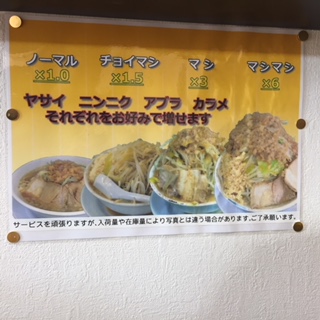 ノーマル チョイマシ マシ マシマシ
×1.0 ×1.5 ×3 ×6
ヤサイ ニンニク アブラ カラメ
それぞれをお好みで増せます
サービスを頑張りますが、入荷量や在庫量により写真とは違う場合があります、ご了承願います。